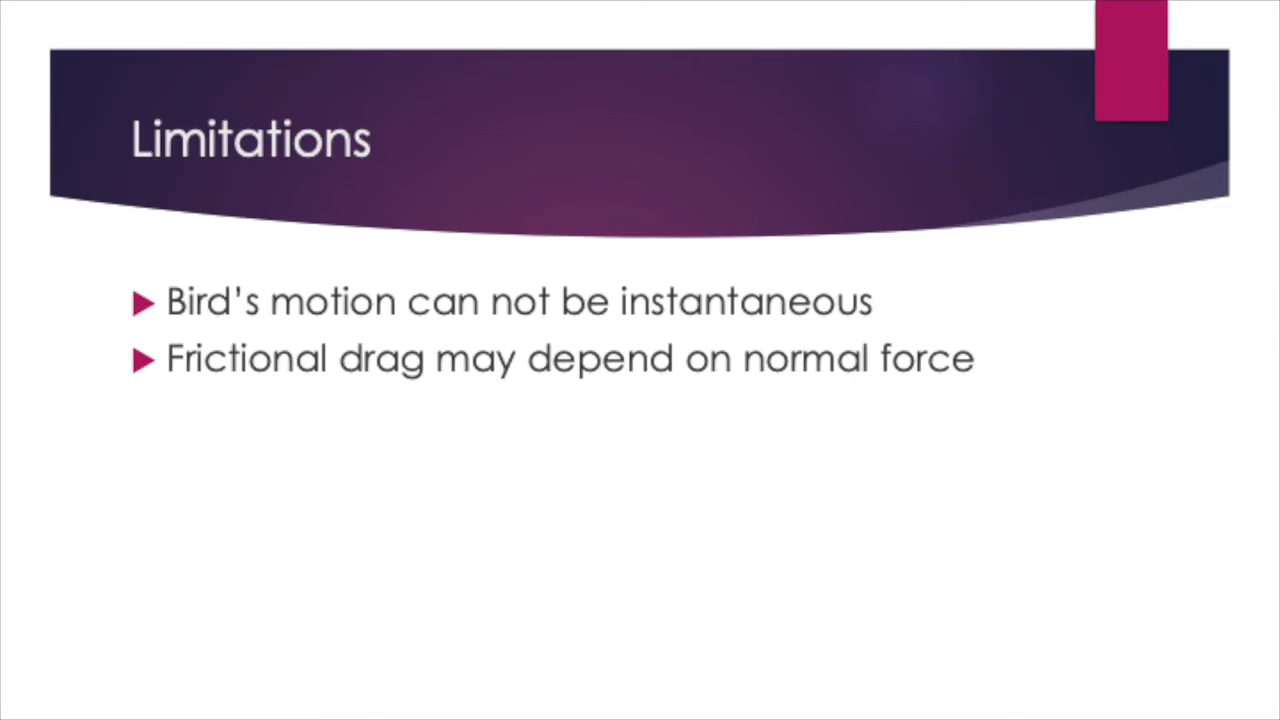 Limitations
Bird’s motion can not be instantaneous
Frictional drag may depend on normal force